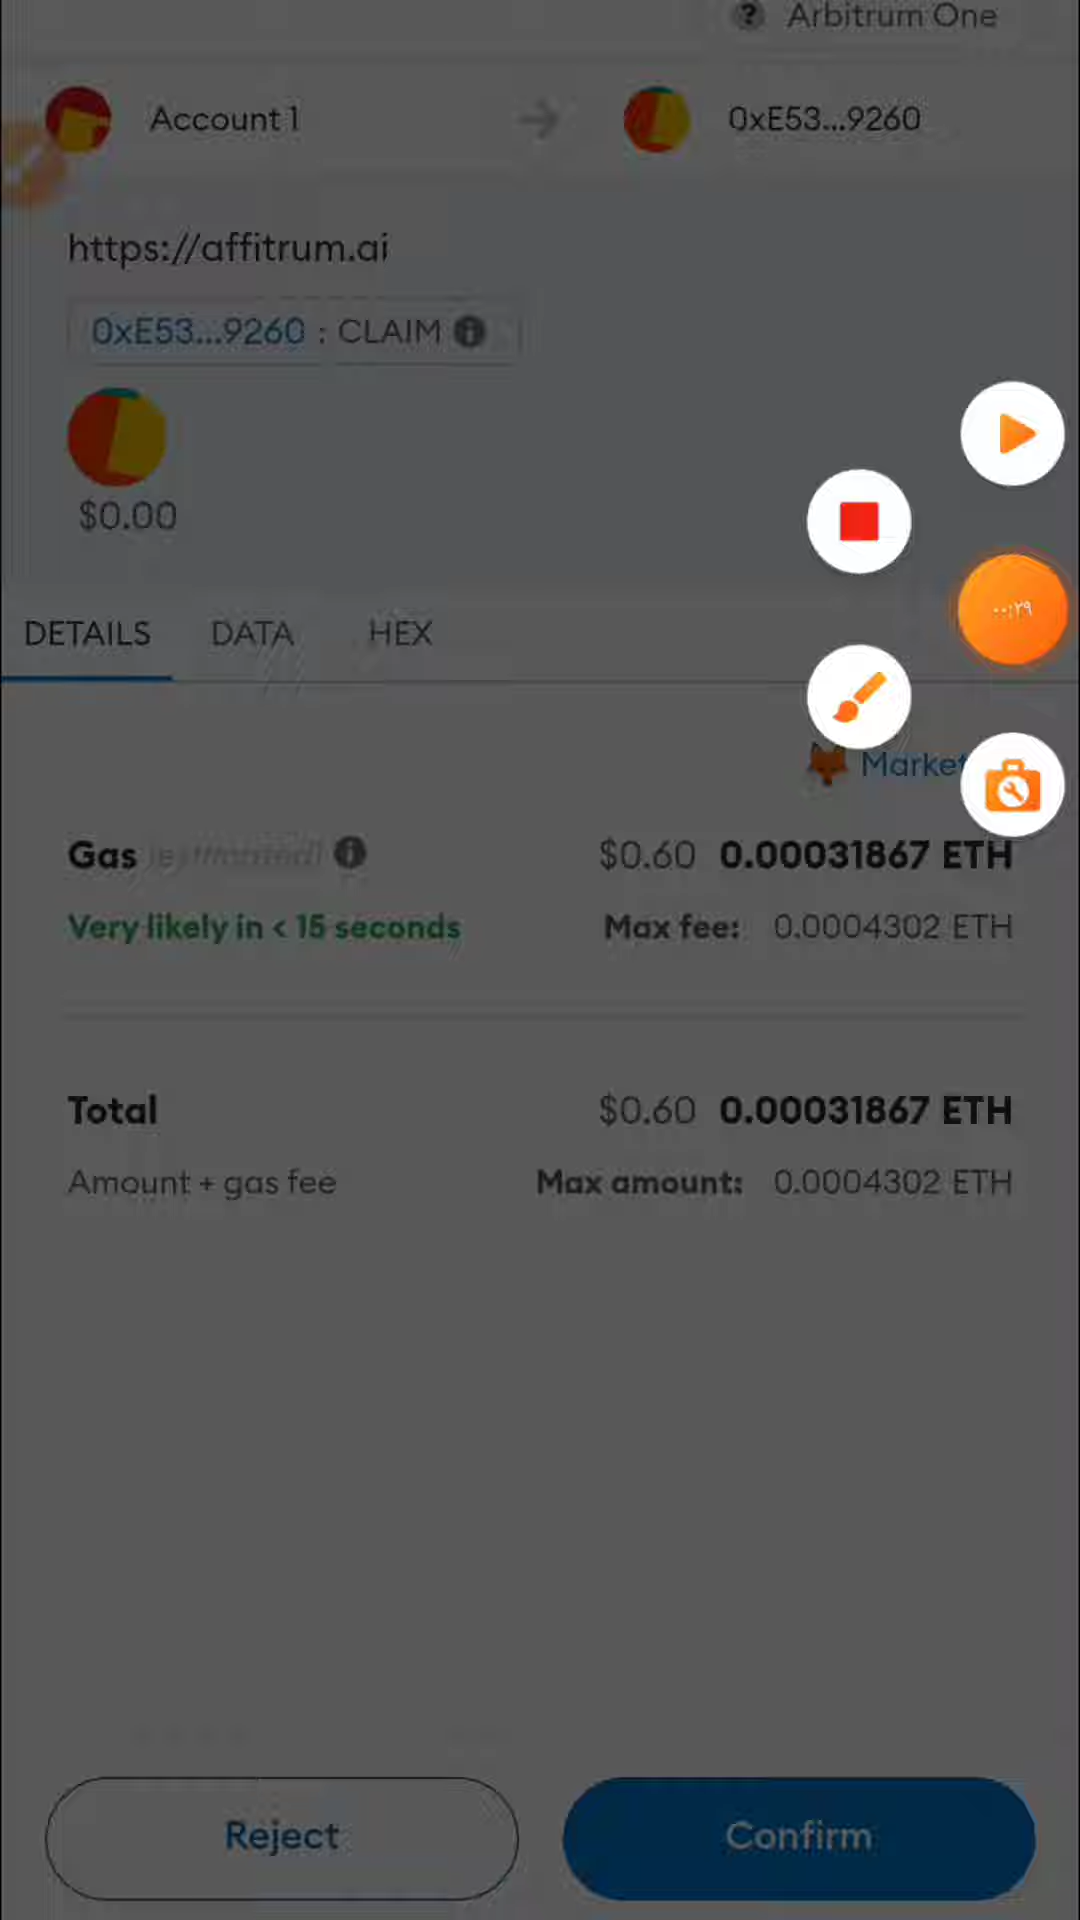 ? Arbitrum One
Account 1
0xE53...9260
https://affitrum.ai
0xE53...9260 : CLAIM
$0.00
DETAILS DATA HEX
Market
Gas (estimated) $0.60 0.00031867 ETH
Very likely in < 15 seconds Max fee: 0.0004302 ETH
Total $0.60 0.00031867 ETH
Amount + gas fee Max amount: 0.0004302 ETH
Reject Confirm
۰۰:۲۹